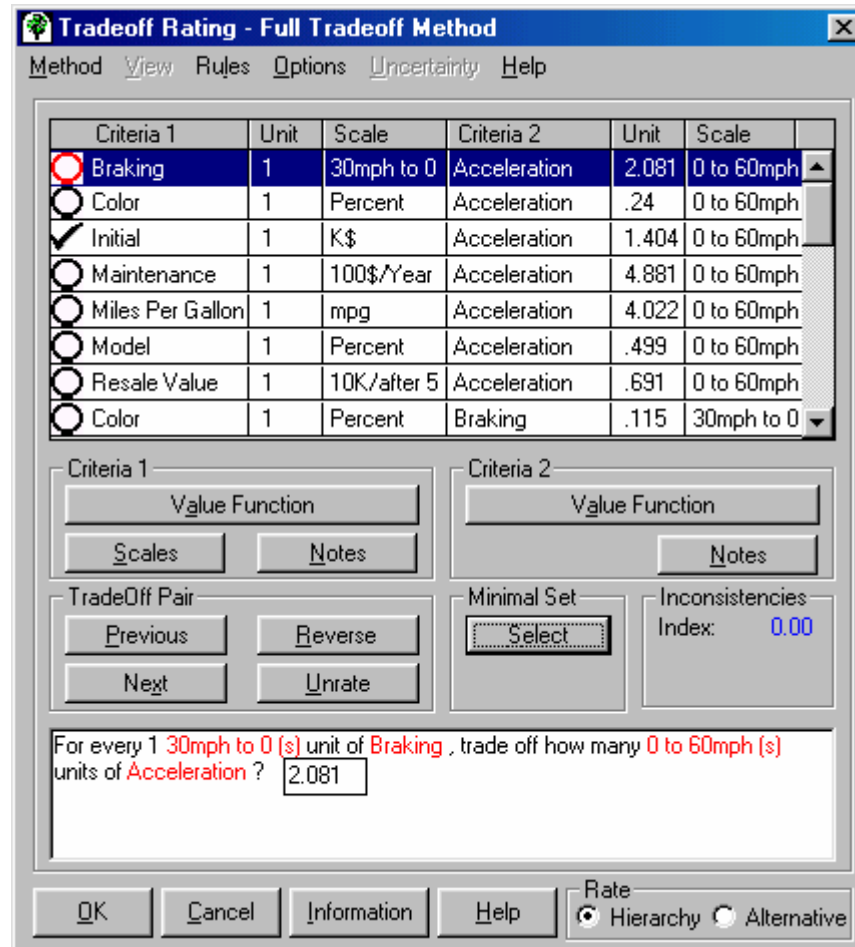 Tradeoff Rating - Full Tradeoff Method
Method View Rules Options Uncertainty Help
Criteria 1 Unit Scale Criteria 2 Unit Scale
Braking 1 30mph to 0 Acceleration 2.081 0 to 60mph
Color 1 Percent Acceleration .24 0 to 60mph
Initial 1 K$ Acceleration 1.404 0 to 60mph
Maintenance 1 100$/Year Acceleration 4.881 0 to 60mph
Miles Per Gallon 1 mpg Acceleration 4.022 0 to 60mph
Model 1 Percent Acceleration .499 0 to 60mph
Resale Value 1 10K/after 5 Acceleration .691 0 to 60mph
Color 1 Percent Braking .115 30mph to 0
Criteria 1 Criteria 2
Value Function Value Function
Scales Notes Notes
TradeOff Pair Minimal Set Inconsistencies
Previous Reverse Select Index: 0.00
Next Unrate
For every 1 30mph to 0 (s) unit of Braking , trade off how many 0 to 60mph (s)
units of Acceleration ? 2.081
Rate
OK Cancel Information Help Hierarchy Alternative